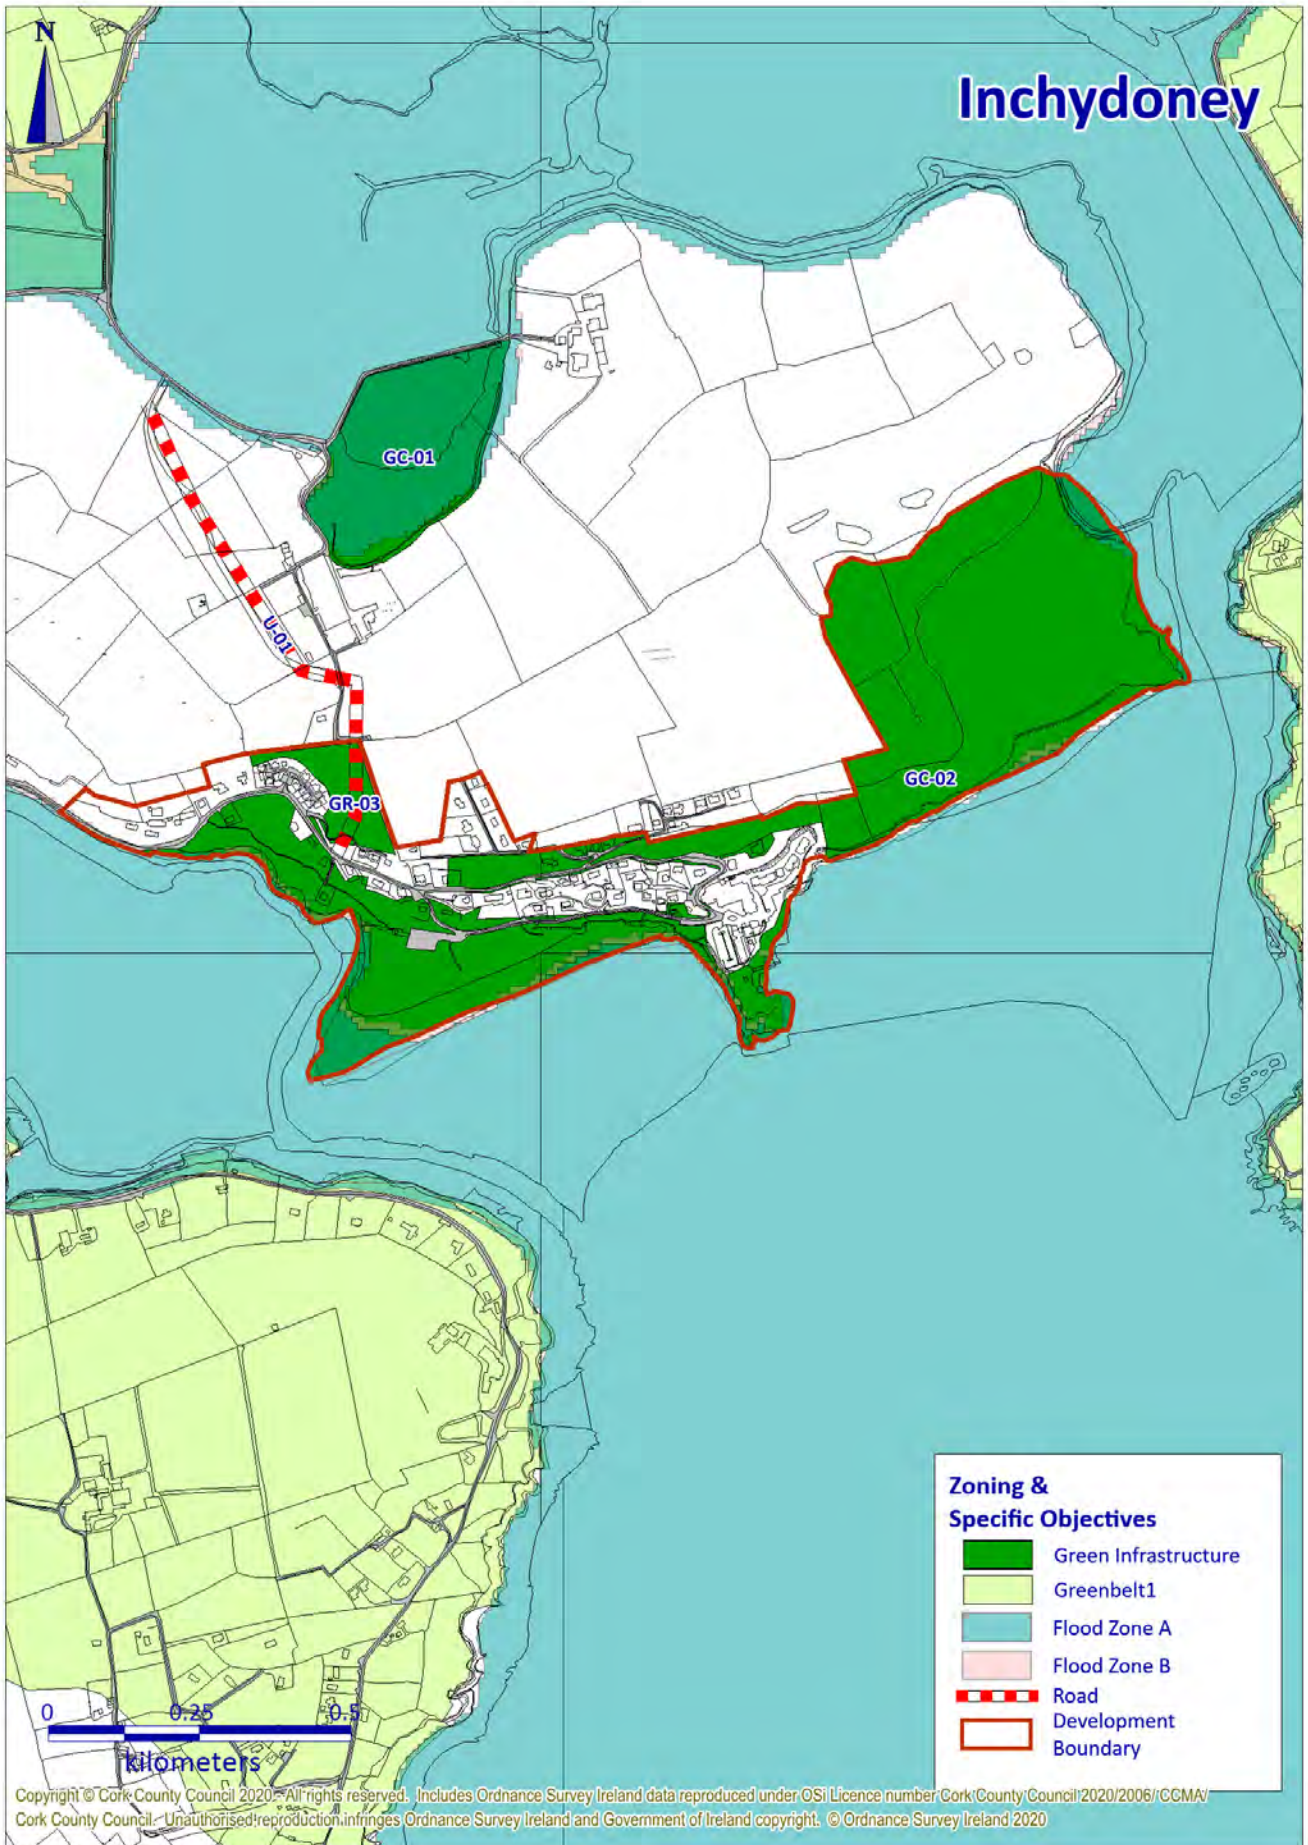 N
Inchydoney
GC-01
U-01
GR-03
GC-02
Zoning &
Specific Objectives
Green Infrastructure
Greenbelt1
Flood Zone A
Flood Zone B
Road
Development
Boundary
0 0.25 0.5
kilometers
Copyright © Cork County Council 2020. All rights reserved. Includes Ordnance Survey Ireland data reproduced under OSi Licence number Cork County Council 2020/2006/ CCMA/
Cork County Council. Unauthorised reproduction infringes Ordnance Survey Ireland and Government of Ireland copyright. © Ordnance Survey Ireland 2020